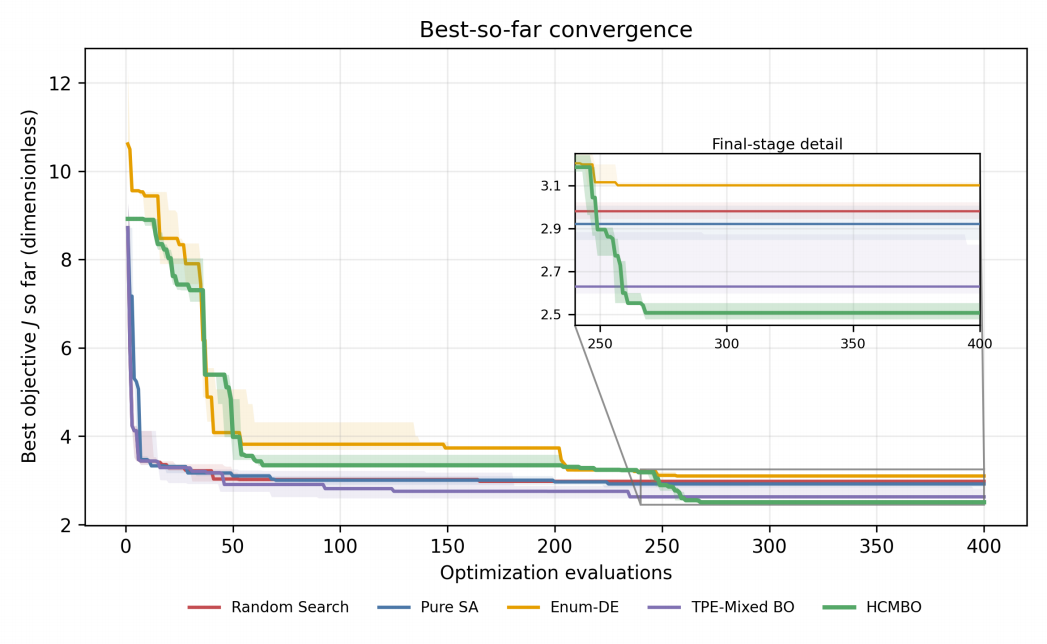 Best-so-far convergence
Best objective J so far (dimensionless)
12
10
8
6
4
2
Final-stage detail
3.1
2.9
2.7
2.5
250 300 350 400
0 50 100 150 200 250 300 350 400
Optimization evaluations
Random Search Pure SA Enum-DE TPE-Mixed BO HCMBO